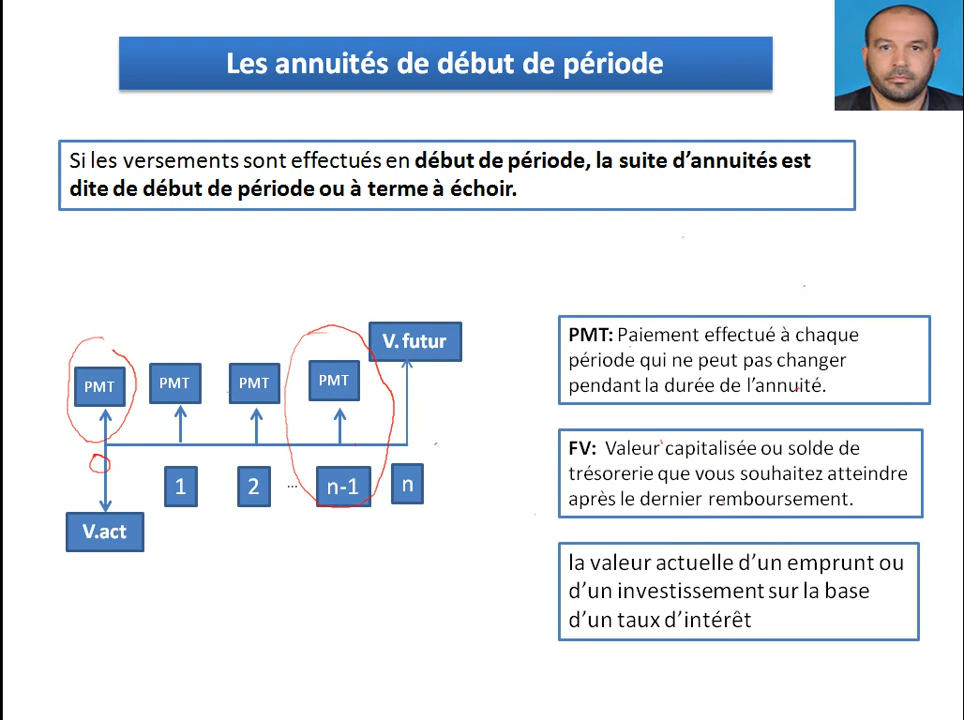 Les annuités de début de période
Si les versements sont effectués en début de période, la suite d'annuités est
dite de début de période ou à terme à échoir.
V. futur
PMT
PMT
PMT
PMT
1
2
...
n-1
n
V.act
PMT: Paiement effectué à chaque
période qui ne peut pas changer
pendant la durée de l'annuité.
FV: Valeur capitalisée ou solde de
trésorerie que vous souhaitez atteindre
après le dernier remboursement.
la valeur actuelle d'un emprunt ou
d'un investissement sur la base
d'un taux d'intérêt